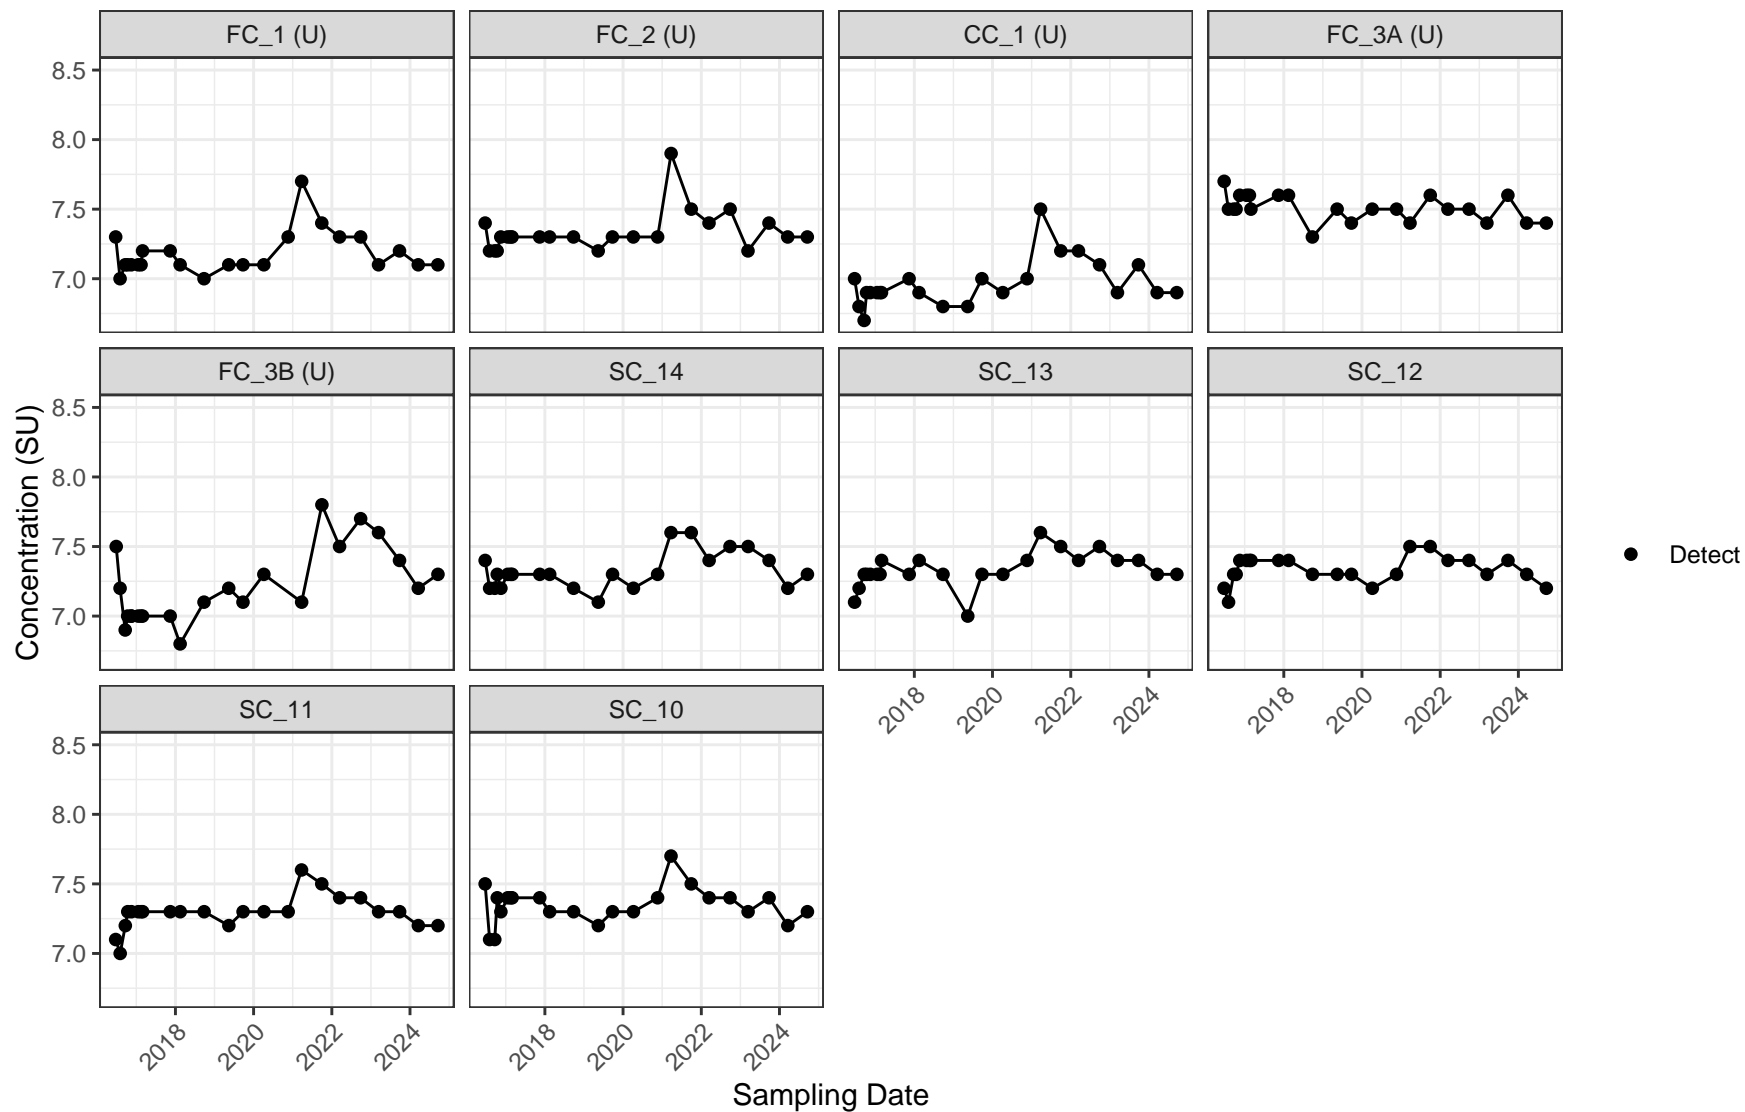 FC_1 (U)
FC_2 (U)
CC_1 (U)
FC_3A (U)
8.5
8.0
7.5
7.0
FC_3B (U)
SC_14
SC_13
SC_12
8.5
8.0
7.5
7.0
2018
2020
2022
2024
2018
2020
2022
2024
SC_11
SC_10
8.5
8.0
7.5
7.0
2018
2020
2022
2024
2018
2020
2022
2024
Concentration (SU)
Sampling Date
Detect